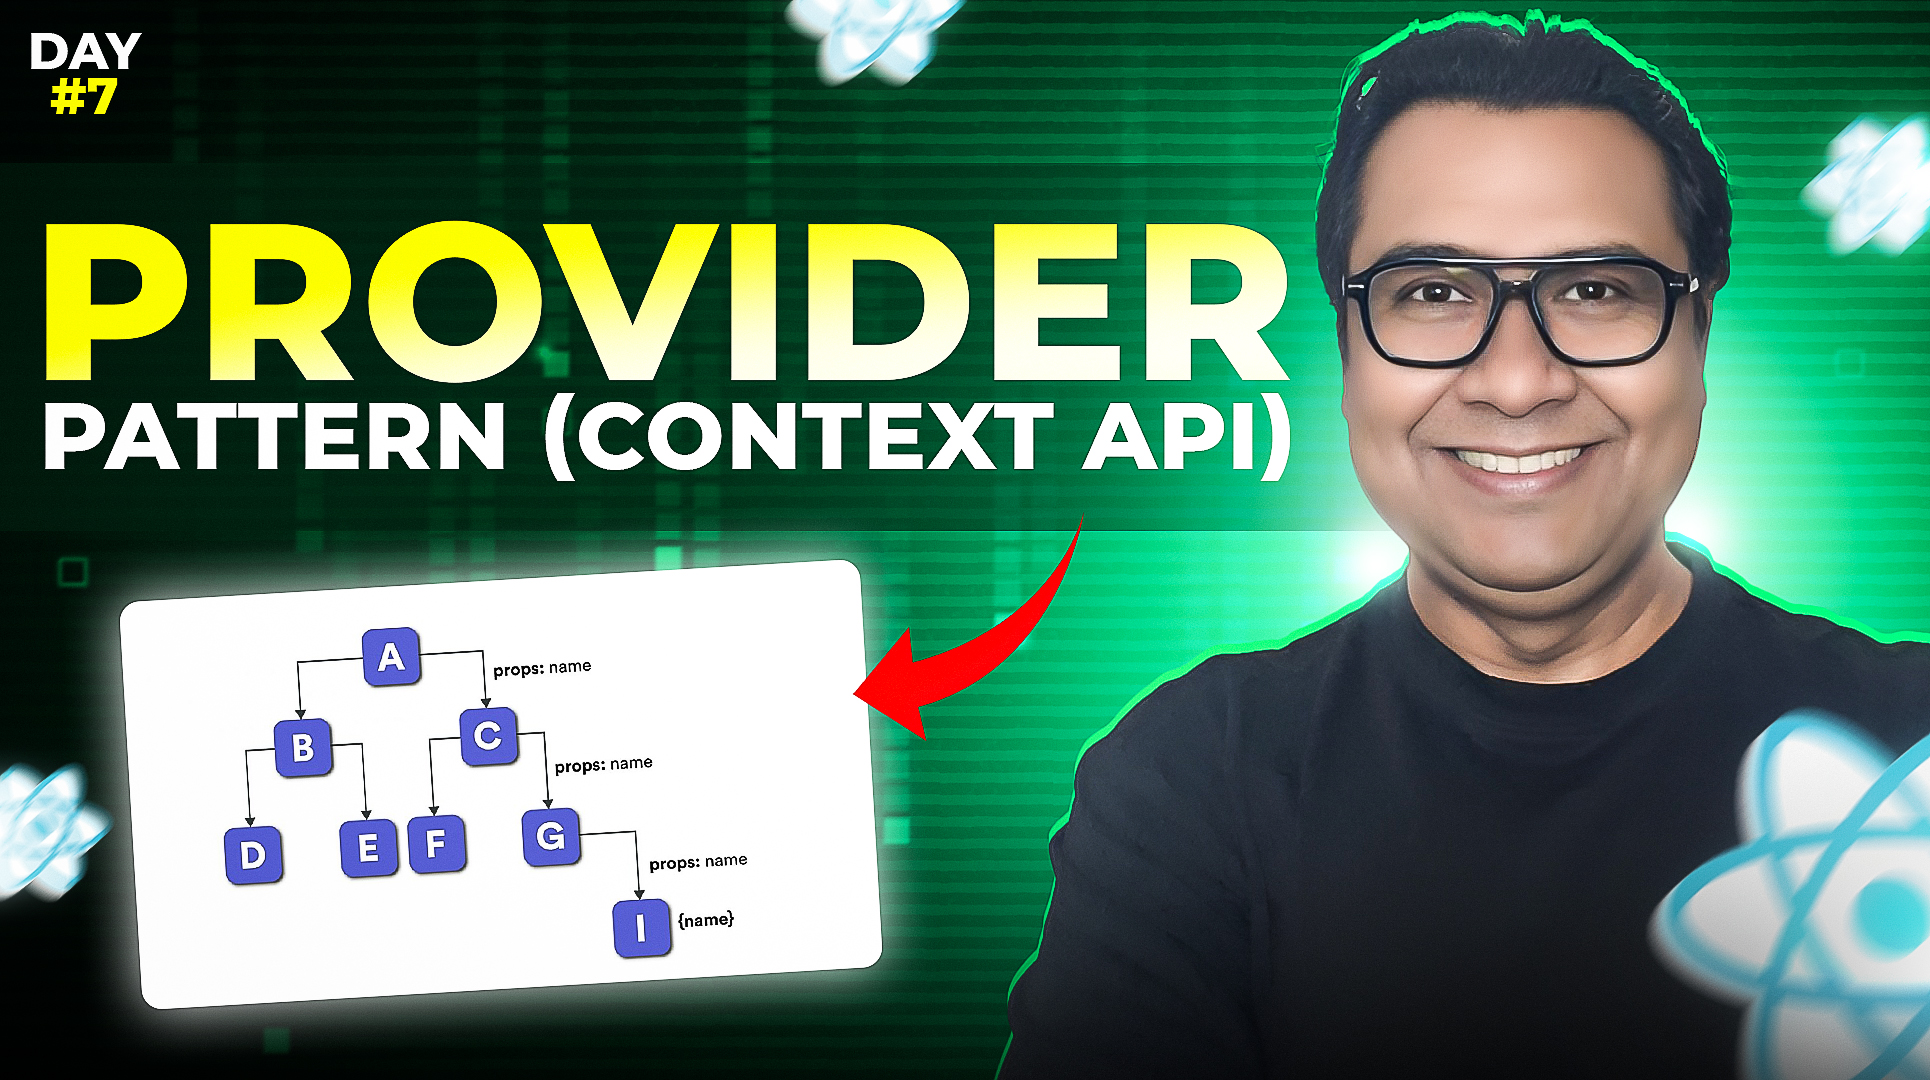 DAY
#7
PROVIDER
PATTERN (CONTEXT API)
A
props: name
B
C
props: name
D
E
F
G
props: name
I
{name}